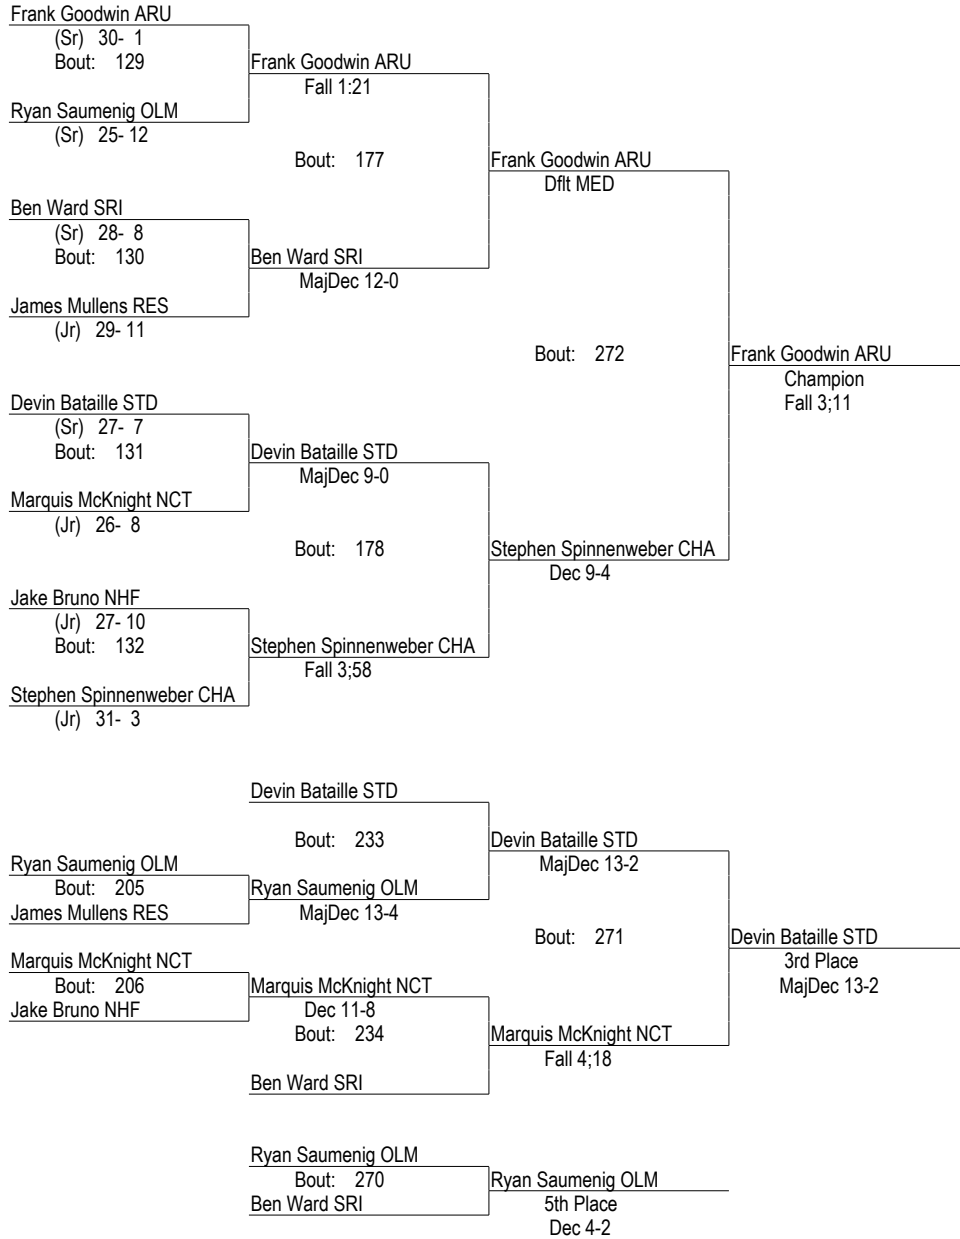 Frank Goodwin ARU
(Sr) 30- 1
Bout: 129
Frank Goodwin ARU
Fall 1:21
Ryan Saumenig OLM
(Sr) 25- 12
Bout: 177
Frank Goodwin ARU
Dflt MED
Ben Ward SRI
(Sr) 28- 8
Bout: 130
Ben Ward SRI
MajDec 12-0
James Mullens RES
(Jr) 29- 11
Bout: 272
Frank Goodwin ARU
Champion
Fall 3;11
Devin Bataille STD
(Sr) 27- 7
Bout: 131
Devin Bataille STD
MajDec 9-0
Marquis McKnight NCT
(Jr) 26- 8
Bout: 178
Stephen Spinnenweber CHA
Dec 9-4
Jake Bruno NHF
(Jr) 27- 10
Bout: 132
Stephen Spinnenweber CHA
Fall 3;58
Stephen Spinnenweber CHA
(Jr) 31- 3
Devin Bataille STD
Bout: 233
Devin Bataille STD
MajDec 13-2
Ryan Saumenig OLM
Bout: 205
Ryan Saumenig OLM
James Mullens RES
MajDec 13-4
Bout: 271
Devin Bataille STD
3rd Place
MajDec 13-2
Marquis McKnight NCT
Bout: 206
Marquis McKnight NCT
Jake Bruno NHF
Dec 11-8
Bout: 234
Marquis McKnight NCT
Fall 4;18
Ben Ward SRI
Ryan Saumenig OLM
Bout: 270
Ryan Saumenig OLM
Ben Ward SRI
5th Place
Dec 4-2